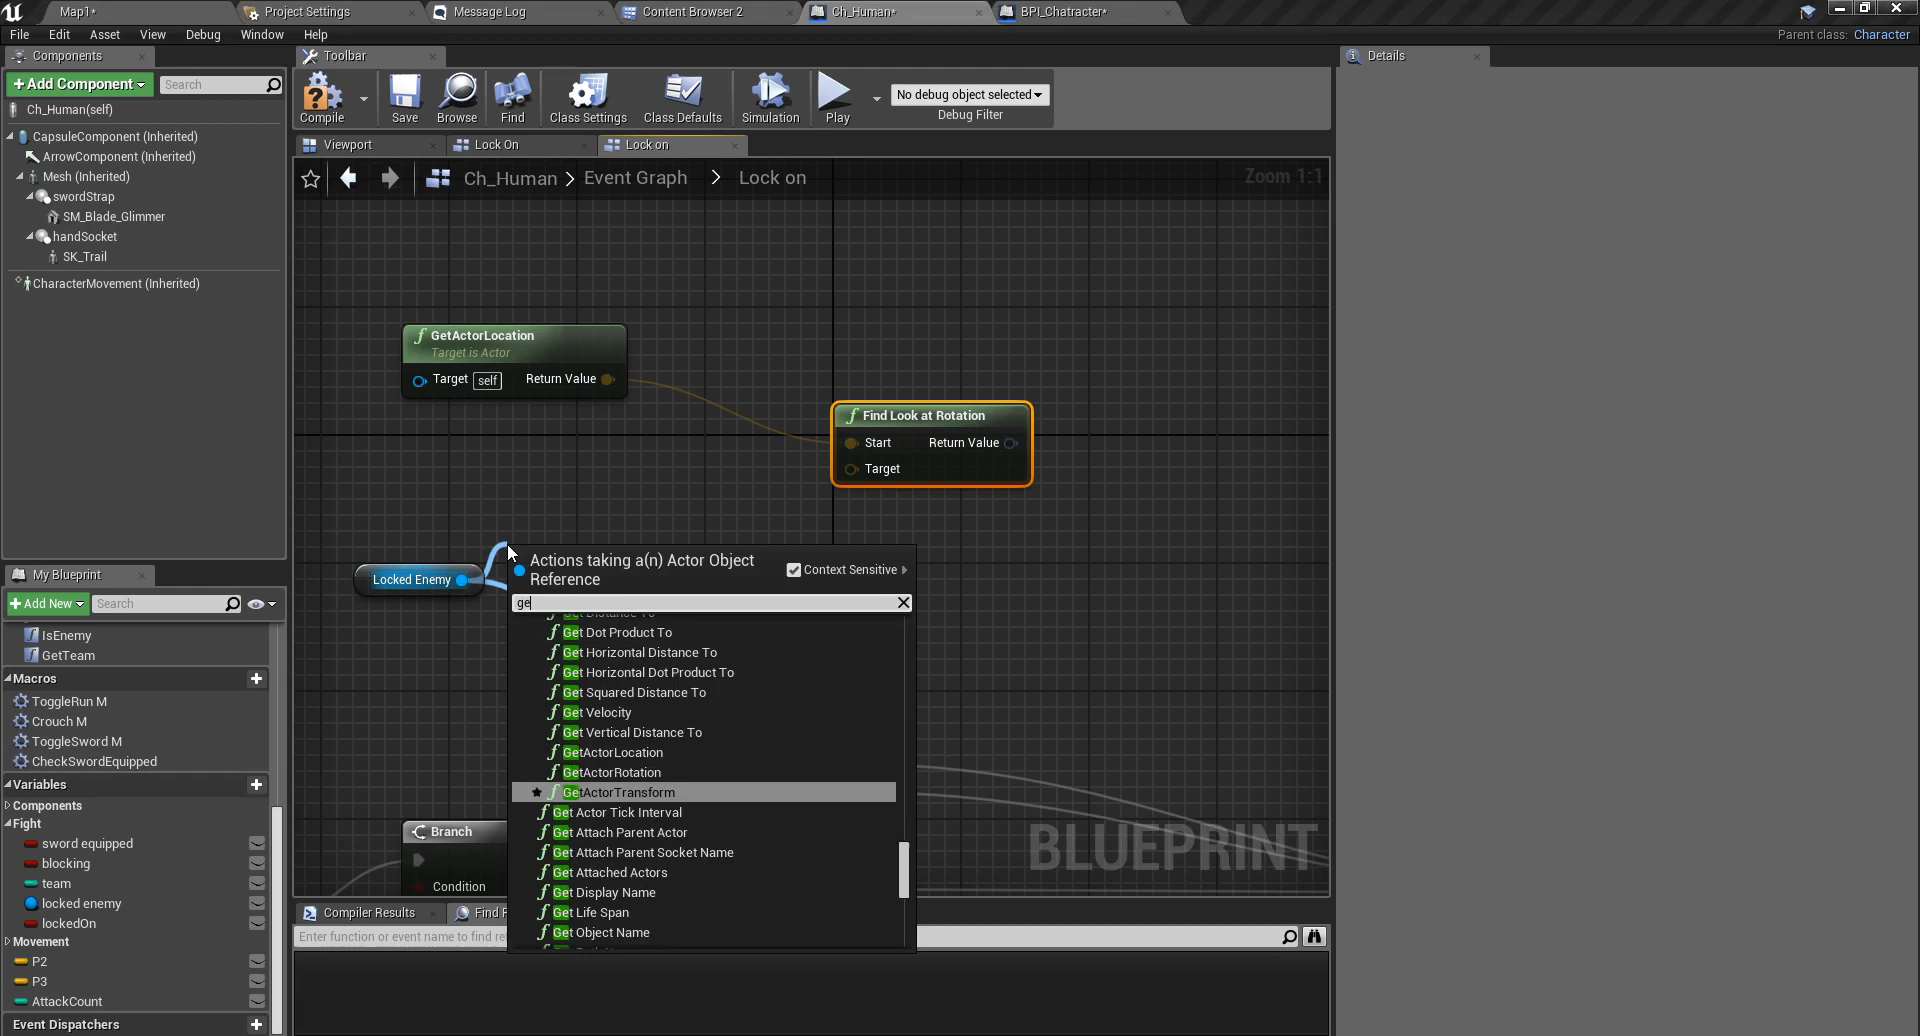 Map1*
Project Settings
Message Log
Content Browser 2
Ch_Human*
BPI_Chatracter*
File Edit Asset View Debug Window Help
Parent class: Character
Components
+Add Component
Search
Ch_Human(self)
CapsuleComponent (Inherited)
ArrowComponent (Inherited)
Mesh (Inherited)
swordStrap
SM_Blade_Glimmer
handSocket
SK_Trail
CharacterMovement (Inherited)
Toolbar
Compile
Save
Browse
Find
Class Settings
Class Defaults
Simulation
Play
No debug object selected
Debug Filter
Details
Viewport
Lock On
Lock on
Ch_Human > Event Graph > Lock on
Zoom 1:1
GetActorLocation
Target is Actor
Target self Return Value
Find Look at Rotation
Start Return Value
Target
Locked Enemy
Actions taking a(n) Actor Object
Reference
Context Sensitive
ge
Get Distance To
Get Dot Product To
Get Horizontal Distance To
Get Horizontal Dot Product To
Get Squared Distance To
Get Velocity
Get Vertical Distance To
GetActorLocation
GetActorRotation
GetActorTransform
Get Actor Tick Interval
Get Attach Parent Actor
Get Attach Parent Socket Name
Get Attached Actors
Get Display Name
Get Life Span
Get Object Name
Branch
Condition
BLUEPRINT
My Blueprint
+Add New
Search
IsEnemy
GetTeam
Macros
ToggleRun M
Crouch M
ToggleSword M
CheckSwordEquipped
Variables
Components
Fight
sword equipped
blocking
team
locked enemy
lockedOn
Movement
P2
P3
AttackCount
Event Dispatchers
Compiler Results
Find
Enter function or event name to find